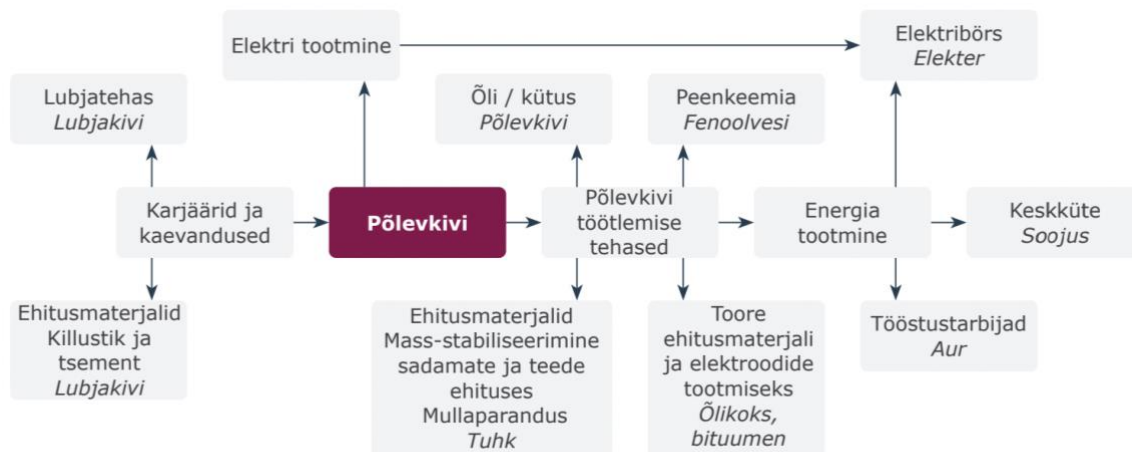 Elektri tootmine
Elektribörs
Elekter
Lubjatehas
Lubjakivi
Õli / kütus
Põlevkivi
Peenkeemia
Fenoolvesi
Karjäärid ja
kaevandused
Põlevkivi
Põlevkivi
töötlemise
tehased
Energia
tootmine
Keskküte
Soojus
Ehitusmaterjalid
Killustik ja
tsement
Lubjakivi
Ehitusmaterjalid
Mass-stabiliseerimine
sadamate ja teede
ehituses
Mullaparandus
Tuhk
Toore
ehitusmaterjali
ja elektroodide
tootmiseks
Õlikoks,
bituumen
Tööstustarbijad
Aur